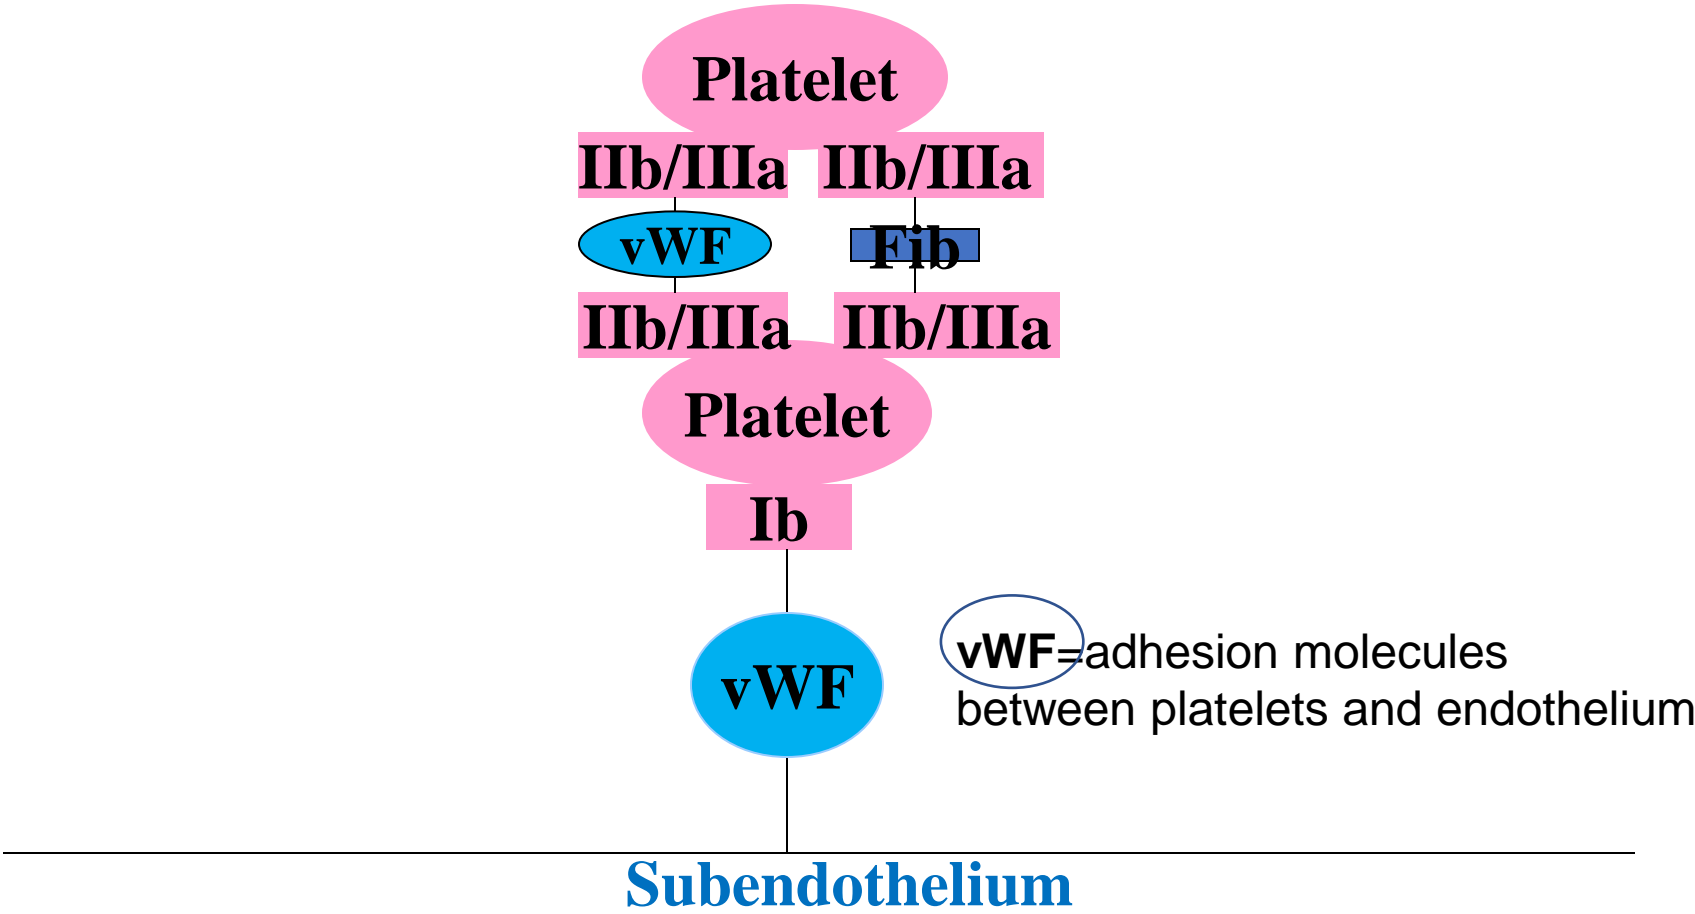 Platelet
IIb/IIIa IIb/IIIa
vWF Fib
IIb/IIIa IIb/IIIa
Platelet
Ib
vWF
vWF=adhesion molecules
between platelets and endothelium
Subendothelium